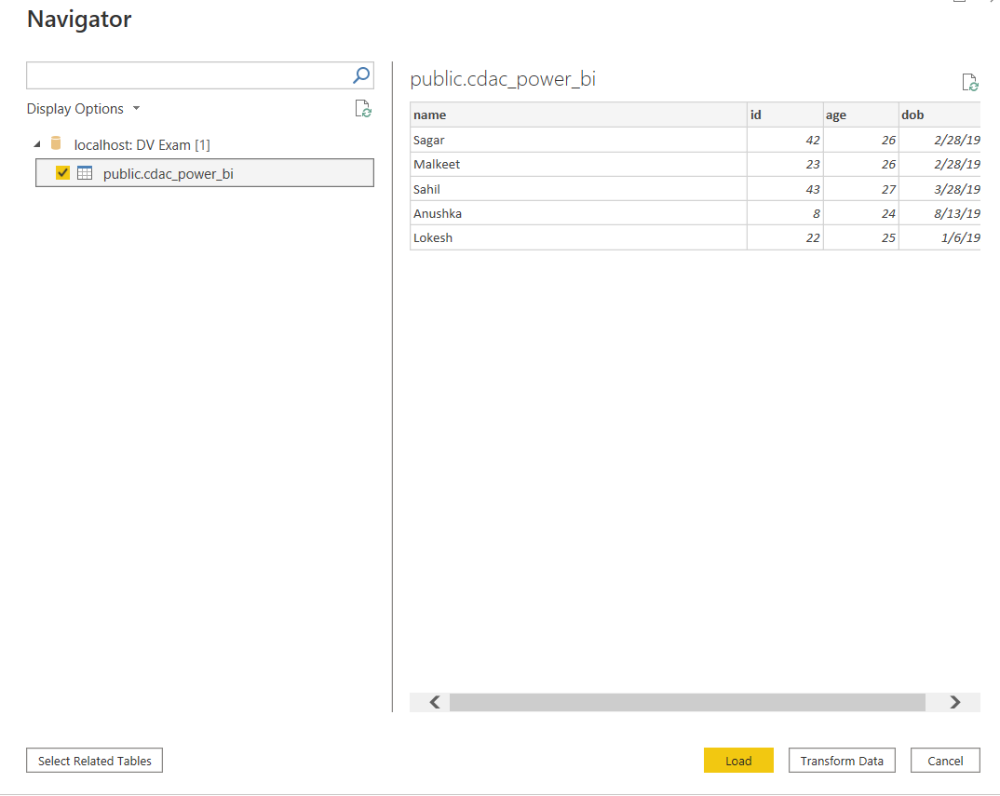 Navigator
Display Options
localhost: DV Exam [1]
public.cdac_power_bi
public.cdac_power_bi
name id age dob
Sagar 42 26 2/28/19
Malkeet 23 26 2/28/19
Sahil 43 27 3/28/19
Anushka 8 24 8/13/19
Lokesh 22 25 1/6/19
Select Related Tables Load Transform Data Cancel